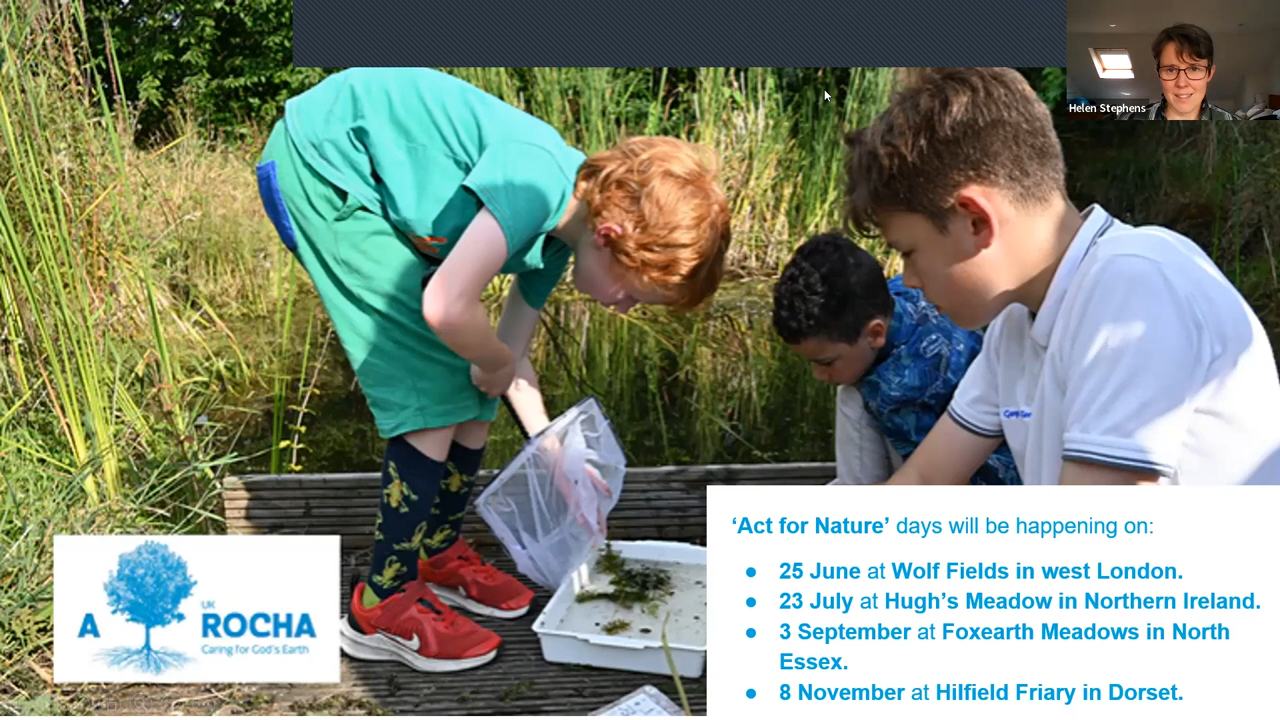 Helen Stephens
‘Act for Nature’ days will be happening on:
● 25 June at Wolf Fields in west London.
● 23 July at Hugh’s Meadow in Northern Ireland.
● 3 September at Foxearth Meadows in North
Essex.
● 8 November at Hilfield Friary in Dorset.
UK
A ROCHA
Caring for God's Earth